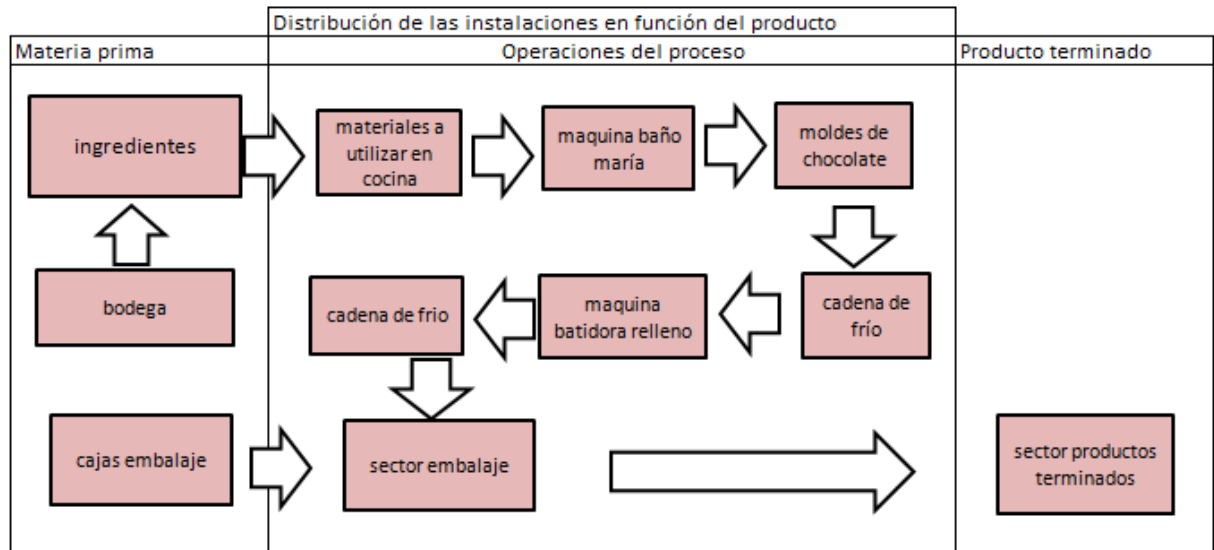 Distribución de las instalaciones en función del producto
Materia prima
Operaciones del proceso
Producto terminado
ingredientes
materiales a
utilizar en
cocina
maquina baño
maría
moldes de
chocolate
bodega
cadena de frio
maquina
batidora relleno
cadena de
frío
cajas embalaje
sector embalaje
sector productos
terminados